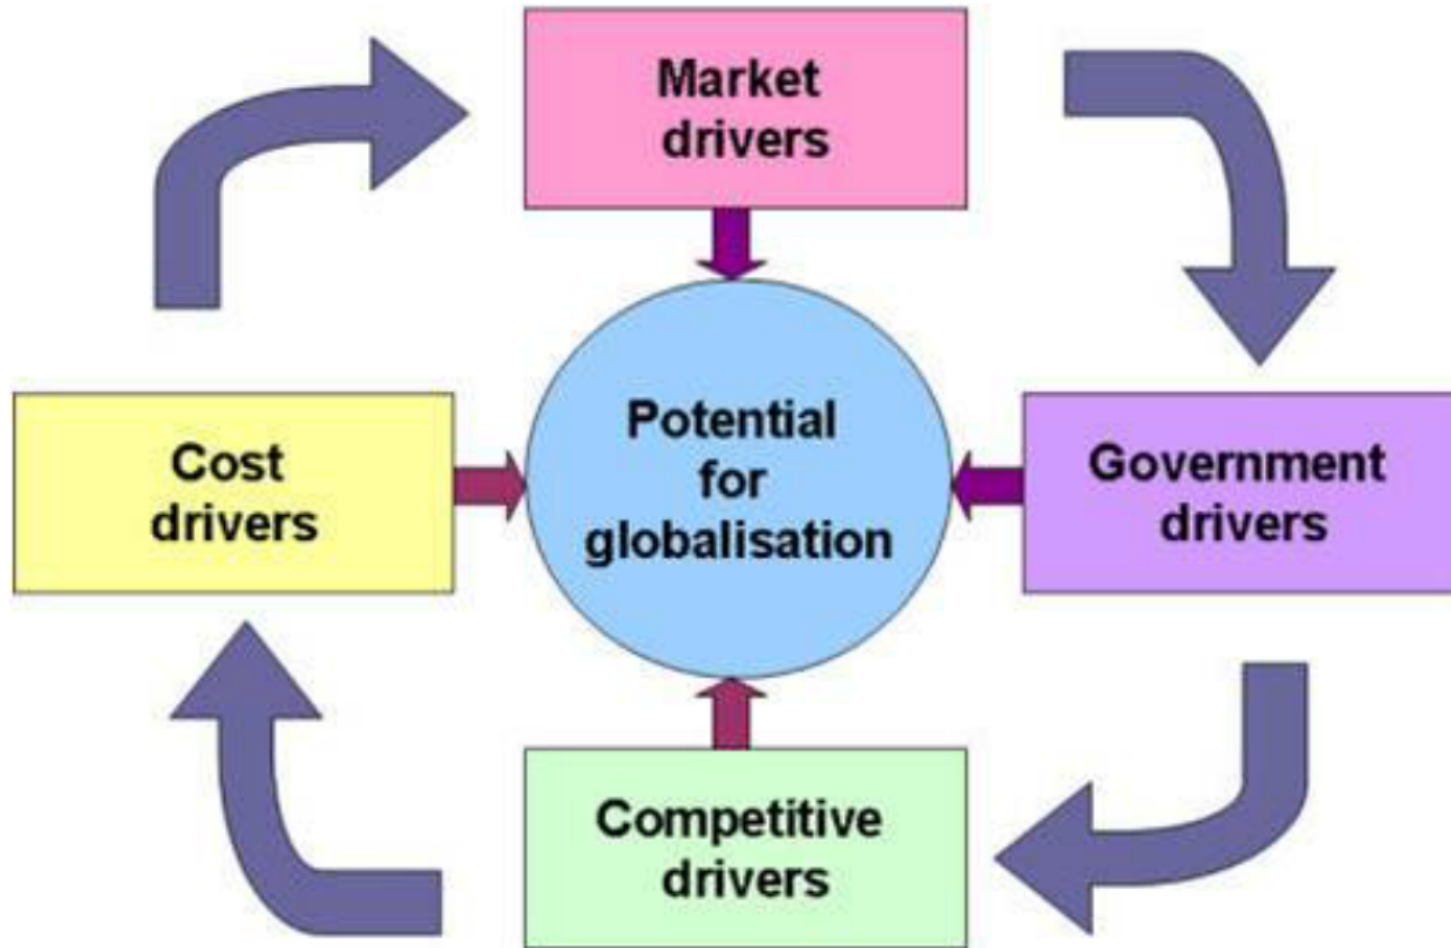 Market
drivers
Potential
for
globalisation
Cost
drivers
Government
drivers
Competitive
drivers